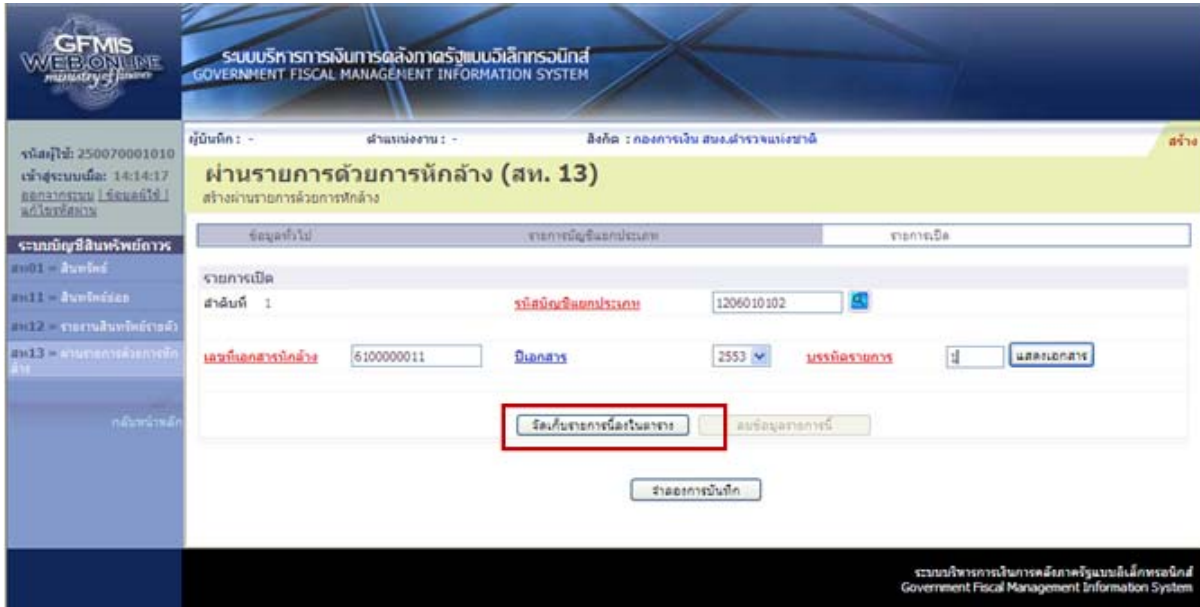 GFMIS
WEB ONLINE
ministry of finance
ระบบบริหารการเงินการคลังภาครัฐแบบอิเล็กทรอนิกส์
GOVERNMENT FISCAL MANAGEMENT INFORMATION SYSTEM
รหัสผู้ใช้: 250070001010
เข้าสู่ระบบเมื่อ: 14:14:17
ออกจากระบบ | ข้อมูลผู้ใช้ |
แก้ไขรหัสผ่าน
ระบบบัญชีสินทรัพย์ถาวร
สท01 = สินทรัพย์
สท11 = สินทรัพย์ย่อย
สท12 = รายงานสินทรัพย์รายตัว
สท13 = ผ่านรายการด้วยการหัก
ล้าง
กลับหน้าหลัก
ผู้บันทึก : - ตำแหน่งงาน : - สังกัด : กองการเงิน สนง.ตำรวจแห่งชาติ สร้าง
ผ่านรายการด้วยการหักล้าง (สท. 13)
สร้างผ่านรายการด้วยการหักล้าง
ข้อมูลทั่วไป รายการบัญชีแยกประเภท รายการเปิด
รายการเปิด
ลำดับที่ 1 รหัสบัญชีแยกประเภท 1206010102
เลขที่เอกสารหักล้าง 6100000011 ปีเอกสาร 2553 บรรทัดรายการ แสดงเอกสาร
จัดเก็บรายการนี้ลงในตาราง ลบข้อมูลรายการนี้
จำลองการบันทึก
ระบบบริหารการเงินการคลังภาครัฐแบบอิเล็กทรอนิกส์
Government Fiscal Management Information System